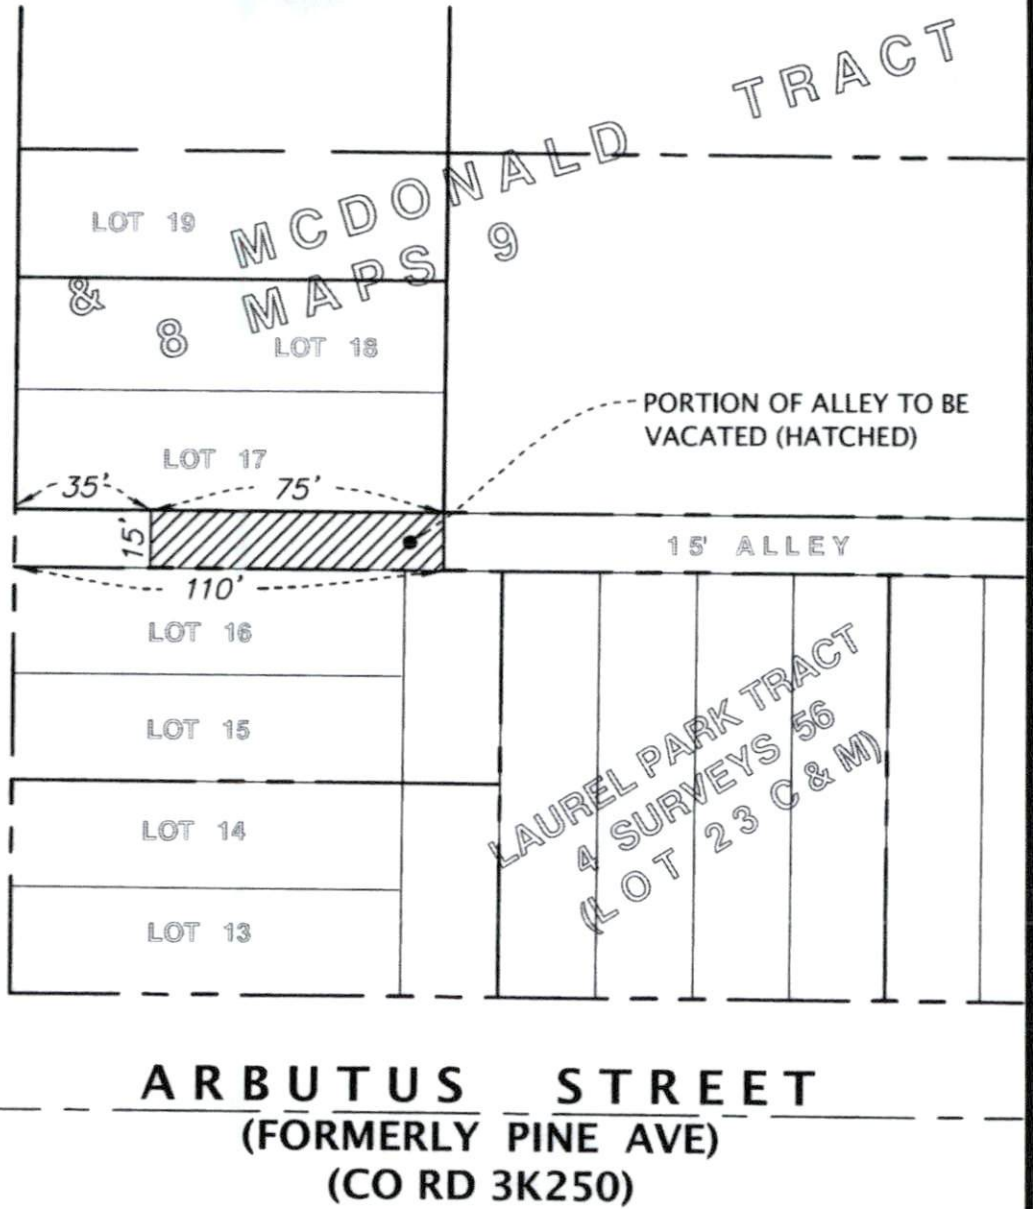 MCDONALD TRACT
& 8 MAPS 9
LOT 19
LOT 18
LOT 17
PORTION OF ALLEY TO BE
VACATED (HATCHED)
35'
75'
15'
110'
15' ALLEY
LOT 16
LOT 15
LOT 14
LOT 13
LAUREL PARK TRACT
4 SURVEYS 56
(LOT 23 C & M)
ARBUTUS STREET
(FORMERLY PINE AVE)
(CO RD 3K250)